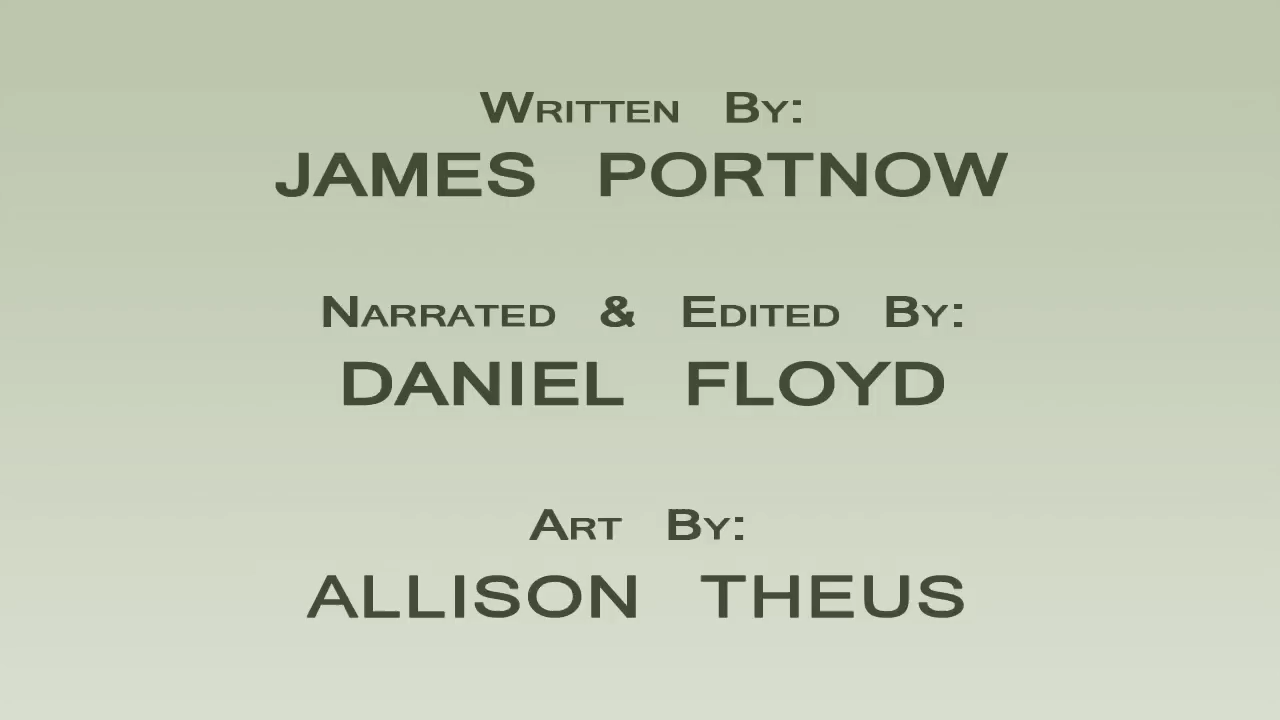 Written By:
JAMES PORTNOW
Narrated & Edited By:
DANIEL FLOYD
Art By:
ALLISON THEUS